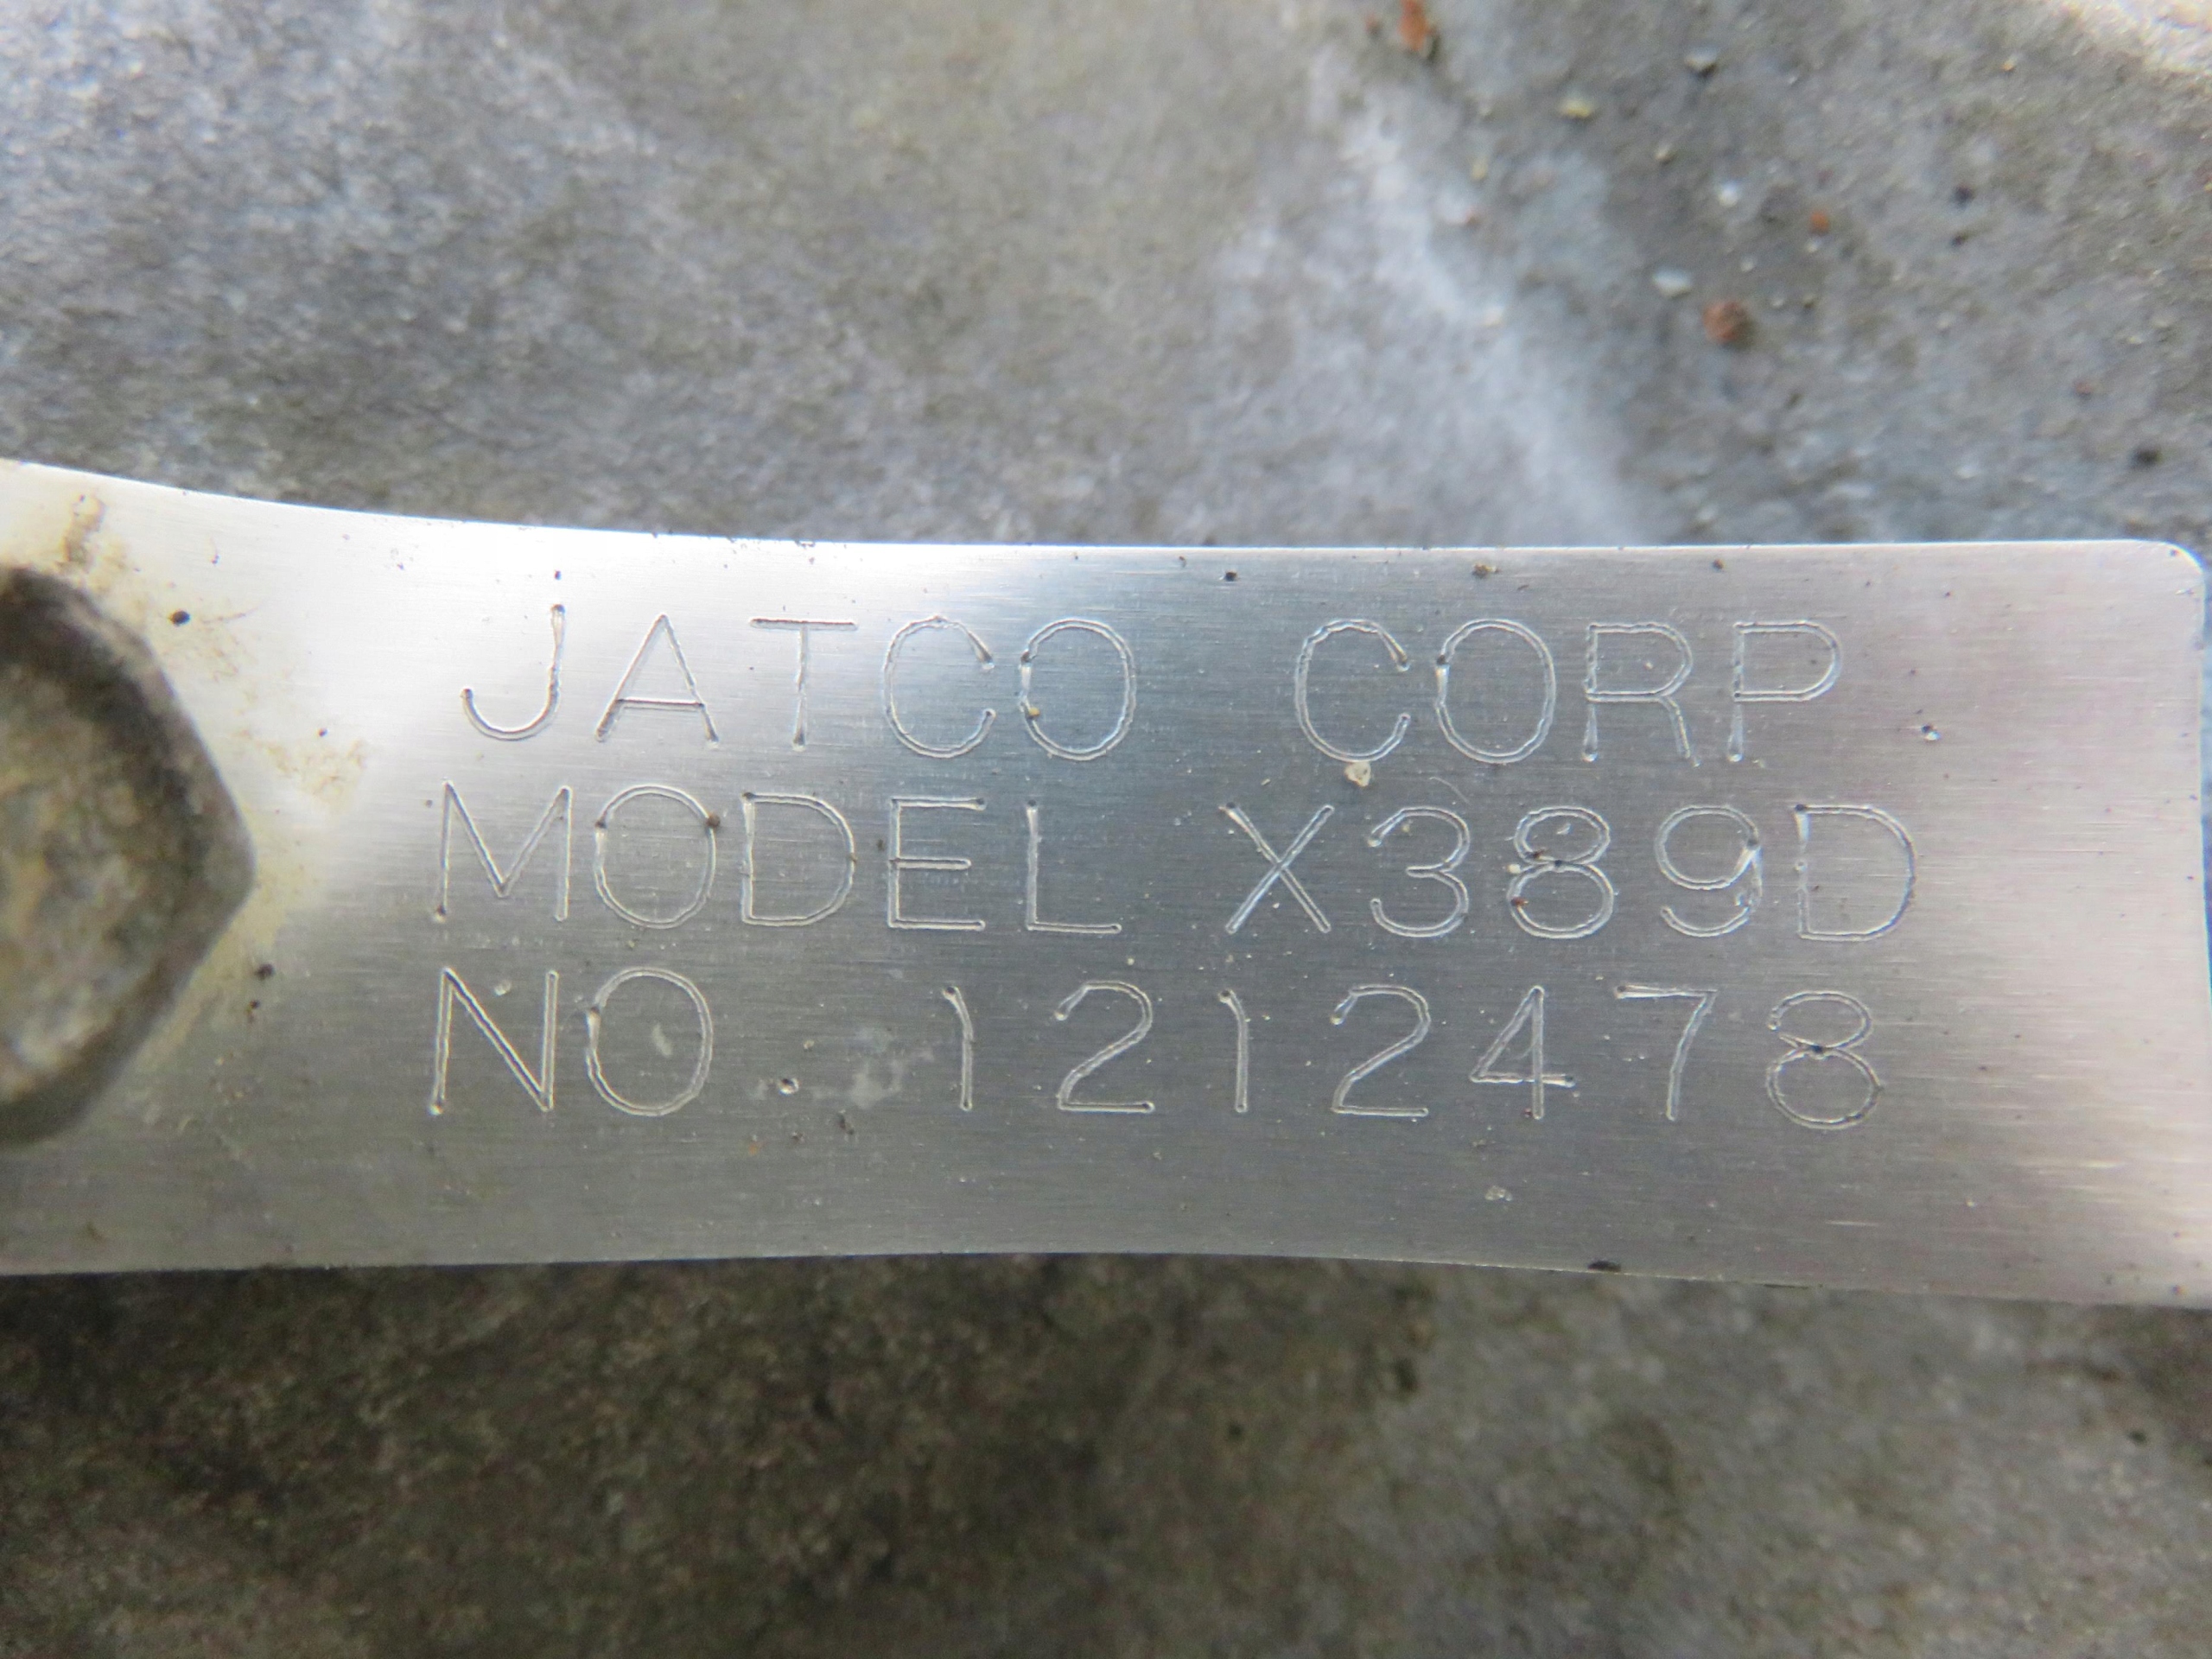 JATCO CORP
MODEL X389D
NO. 1212478